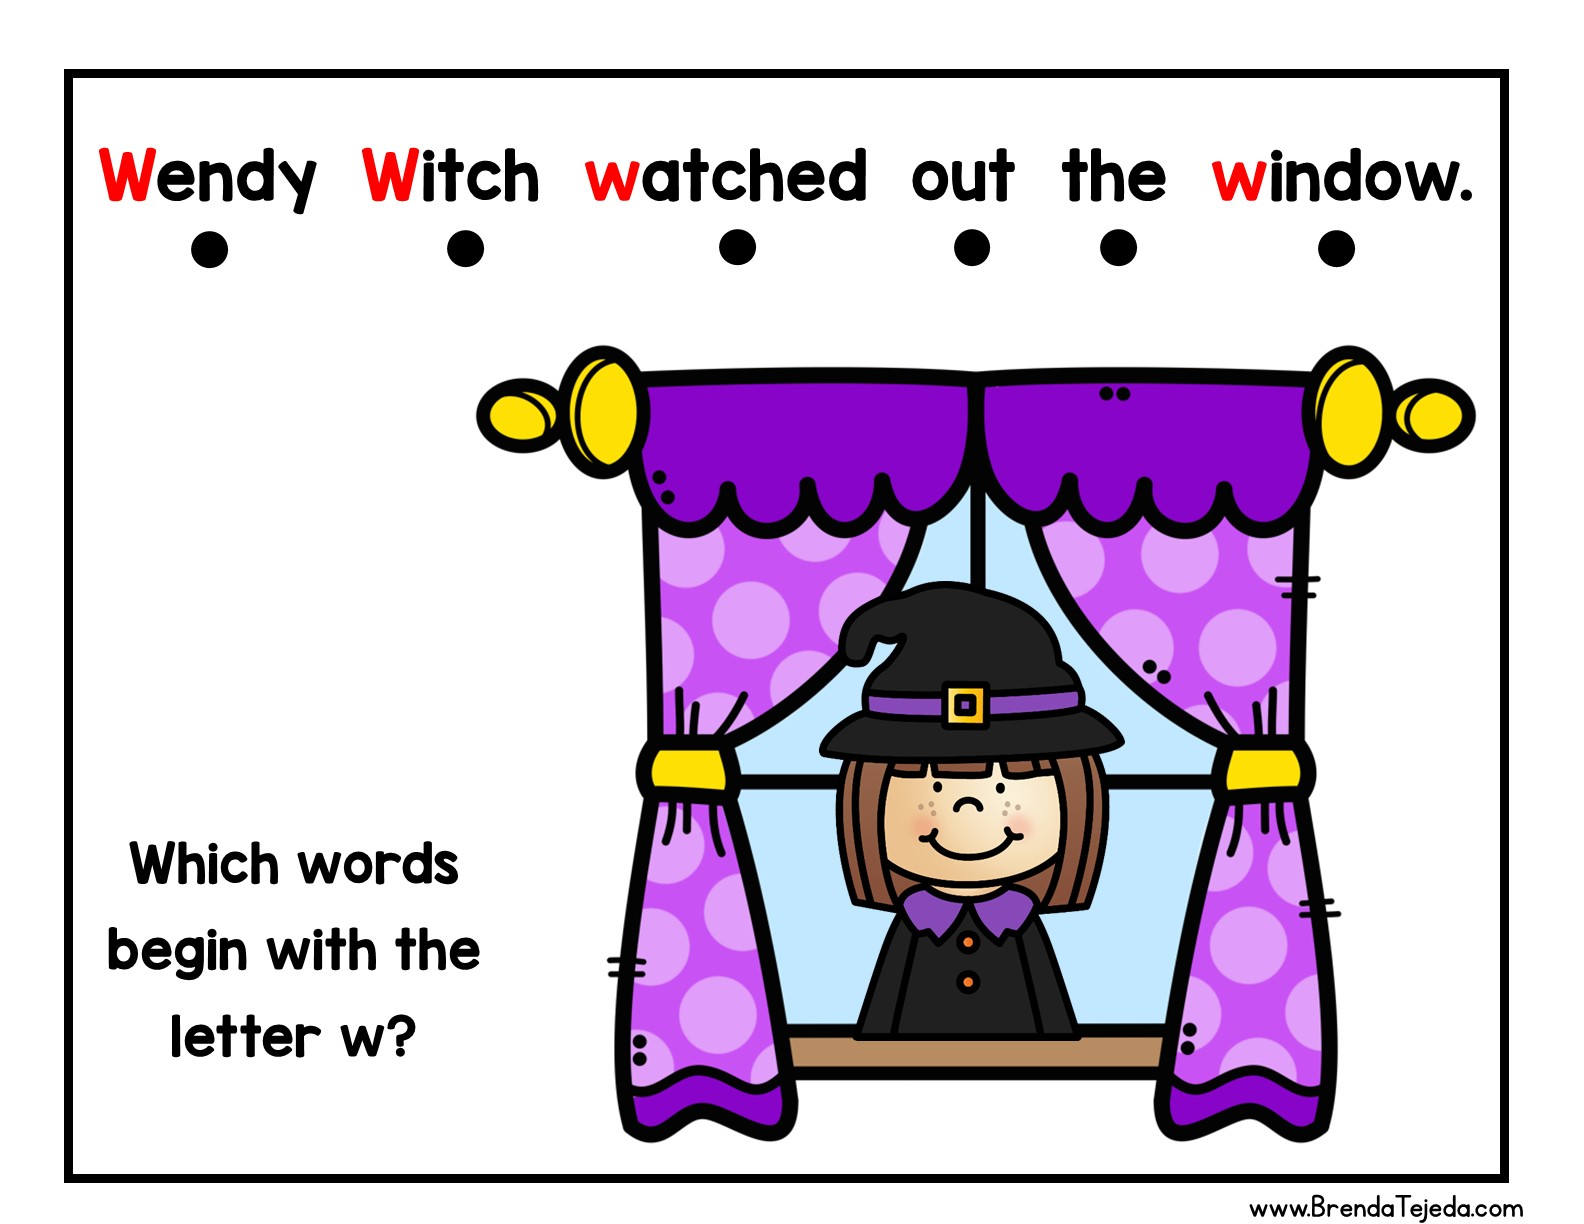 Wendy Witch watched out the window.
Which words
begin with the
letter w?
www.BrendaTejeda.com